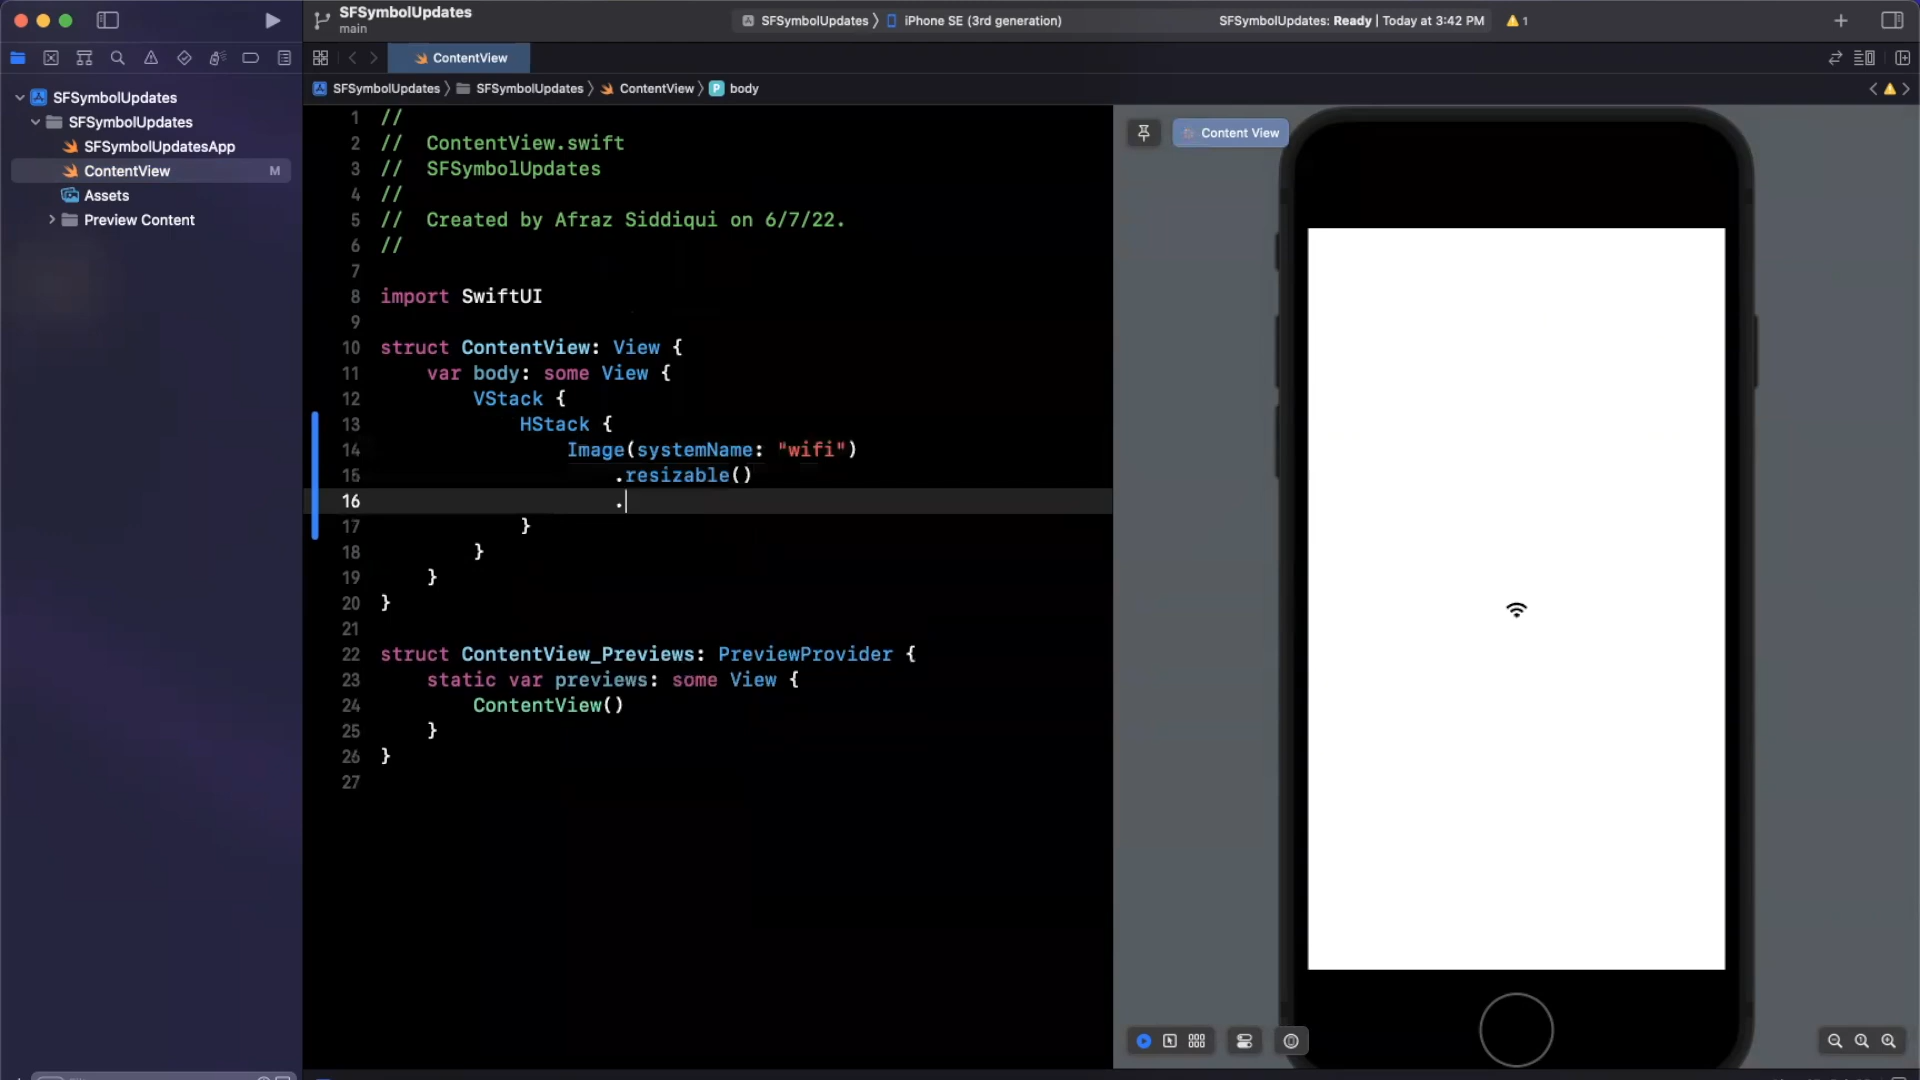 SFSymbolUpdates
main
SFSymbolUpdates
iPhone SE (3rd generation)
SFSymbolUpdates: Ready | Today at 3:42 PM
1
ContentView
SFSymbolUpdates
SFSymbolUpdates
ContentView
P
body
SFSymbolUpdates
SFSymbolUpdates
SFSymbolUpdatesApp
ContentView
M
Assets
Preview Content
1 //
2 //  ContentView.swift
3 //  SFSymbolUpdates
4 //
5 //  Created by Afraz Siddiqui on 6/7/22.
6 //
7
8 import SwiftUI
9
10 struct ContentView: View {
11     var body: some View {
12         VStack {
13             HStack {
14                 Image(systemName: "wifi")
15                     .resizable()
16                     .
17             }
18         }
19     }
20 }
21
22 struct ContentView_Previews: PreviewProvider {
23     static var previews: some View {
24         ContentView()
25     }
26 }
27
Content View